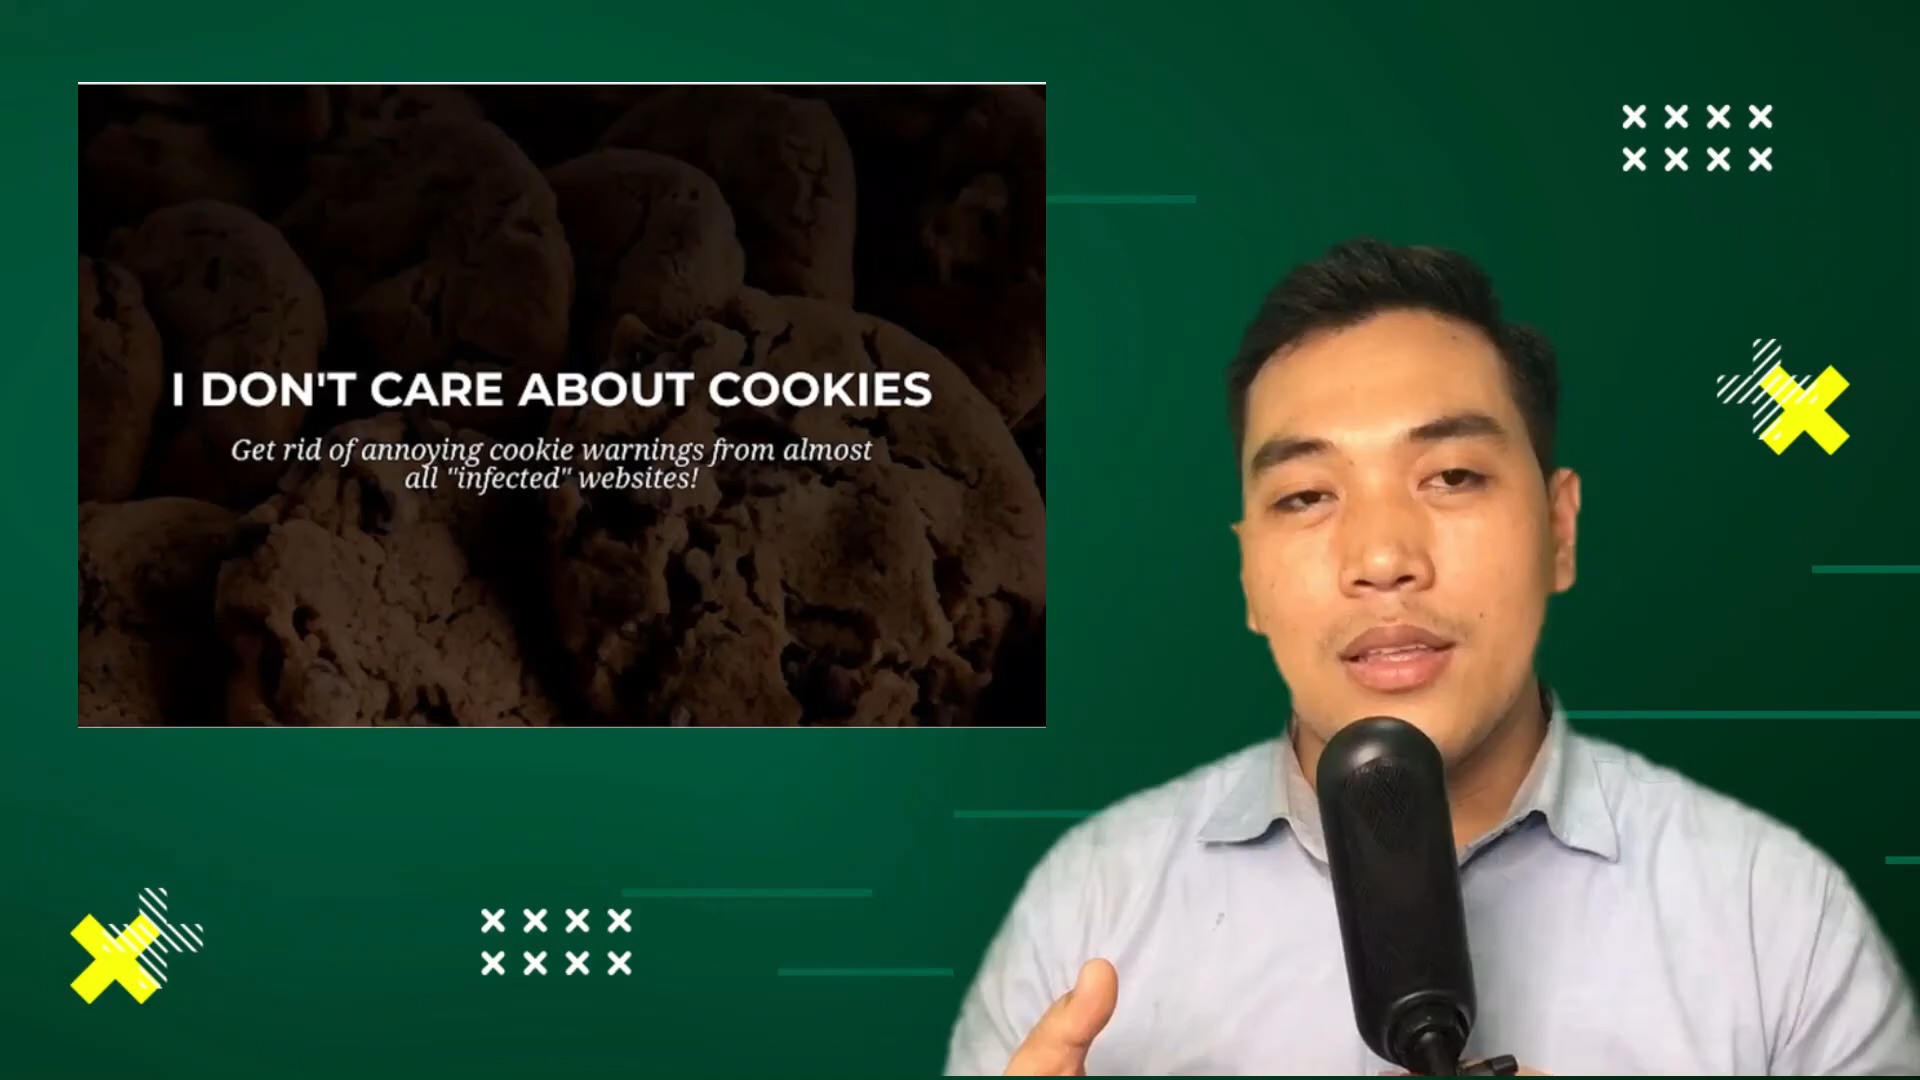 I DON'T CARE ABOUT COOKIES
Get rid of annoying cookie warnings from almost
all "infected" websites!